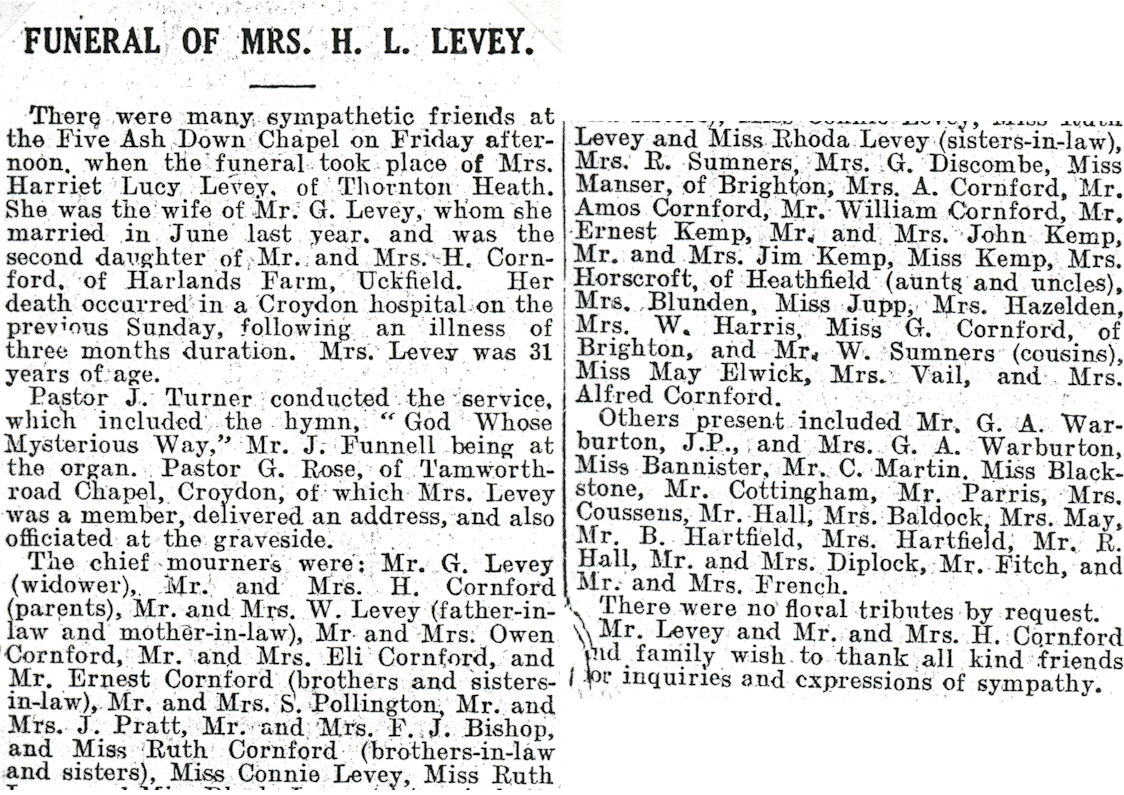 FUNERAL OF MRS. H. L. LEVEY.
There were many sympathetic friends at
the Five Ash Down Chapel on Friday after-
noon, when the funeral took place of Mrs.
Harriet Lucy Levey, of Thornton Heath.
She was the wife of Mr. G. Levey, whom she
married in June last year, and was the
second daughter of Mr. and Mrs. H. Corn-
ford, of Harlands Farm, Uckfield. Her
death occurred in a Croydon hospital on the
previous Sunday, following an illness of
three months duration. Mrs. Levey was 31
years of age.
Pastor J. Turner conducted the service,
which included the hymn, "God Whose
Mysterious Way," Mr. J. Funnell being at
the organ. Pastor G. Rose, of Tamworth-
road Chapel, Croydon, of which Mrs. Levey
was a member, delivered an address, and also
officiated at the graveside.
The chief mourners were: Mr. G. Levey
(widower), Mr. and Mrs. H. Cornford
(parents), Mr. and Mrs. W. Levey (father-in-
law and mother-in-law), Mr. and Mrs. Owen
Cornford, Mr. and Mrs. Eli Cornford, and
Mr. Ernest Cornford (brothers and sisters-
in-law), Mr. and Mrs. S. Pollington, Mr. and
Mrs. J. Pratt, Mr. and Mrs. F. J. Bishop,
and Miss Ruth Cornford (brothers-in-law
and sisters), Miss Connie Levey, Miss Ruth
Levey and Miss Rhoda Levey (sisters-in-law),
Mrs. R. Sumners, Mrs. G. Discombe, Miss
Manser, of Brighton, Mrs. A. Cornford, Mr.
Amos Cornford, Mr. William Cornford, Mr.
Ernest Kemp, Mr. and Mrs. John Kemp,
Mr. and Mrs. Jim Kemp, Miss Kemp, Mrs.
Horscroft, of Heathfield (aunts and uncles),
Mrs. Blunden, Miss Jupp, Mrs. Hazelden,
Mrs. W. Harris, Miss G. Cornford, of
Brighton, and Mr. W. Sumners (cousins),
Miss May Elwick, Mrs. Vail, and Mrs.
Alfred Cornford.
Others present included Mr. G. A. War-
burton, J.P., and Mrs. G. A. Warburton,
Miss Bannister, Mr. C. Martin, Miss Black-
stone, Mr. Cottingham, Mr. Parris, Mrs.
Coussens, Mr. Hall, Mrs. Baldock, Mrs. May,
Mr. B. Hartfield, Mrs. Hartfield, Mr. R.
Hall, Mr. and Mrs. Diplock, Mr. Fitch, and
Mr. and Mrs. French.
There were no floral tributes by request.
Mr. Levey and Mr. and Mrs. H. Cornford
and family wish to thank all kind friends
for inquiries and expressions of sympathy.